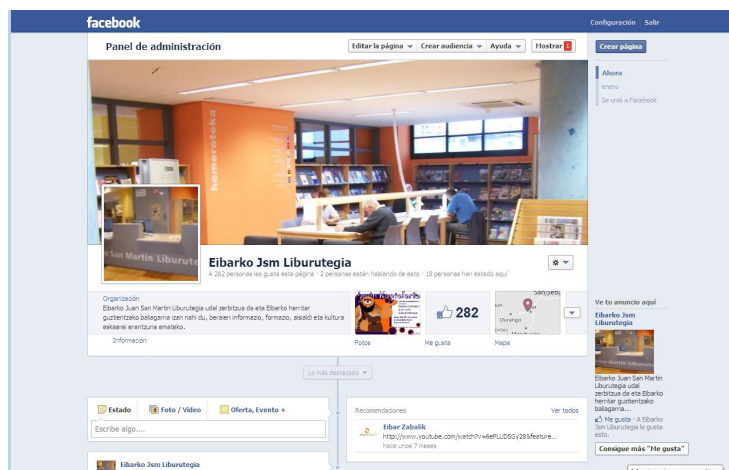 facebook
Configuración Salir
Panel de administración
Editar la página
Crear audiencia
Ayuda
Mostrar 1
Crear página
Ahora
enero
Se unió a Facebook
hemeroteka
San Martin Liburute
Eibarko Jsm Liburutegia
A 282 personas les gusta esta página · 2 personas están hablando de esto · 18 personas han estado aquí
Organización
Eibarko Juan San Martin Liburutegia udal zerbitzua da eta Eibarko herritar
guztientzako baliagarria izan nahi du, beraien informazio, formazio, aisialdi eta kultura
eskaerei erantzuna emateko.
Información
282
Durango
Fotos
Me gusta
Mapa
Ve tu anuncio aquí
Eibarko Jsm
Liburutegia
Eibarko Juan San Martin
Liburutegia udal
zerbitzua da eta Eibarko
herritar guztientzako
baliagarria...
Me gusta · A Eibarko
Jsm Liburutegia le gusta
esto.
Consigue más "Me gusta"
Lo más destacado
Estado
Foto / Vídeo
Oferta, Evento +
Escribe algo....
Recomendaciones
Ver todos
Eibar Zabalik
http://www.youtube.com/watch?v=6ePLUDSGy28&feature...
hace unos 7 meses
Eibarko Jsm Liburutegia